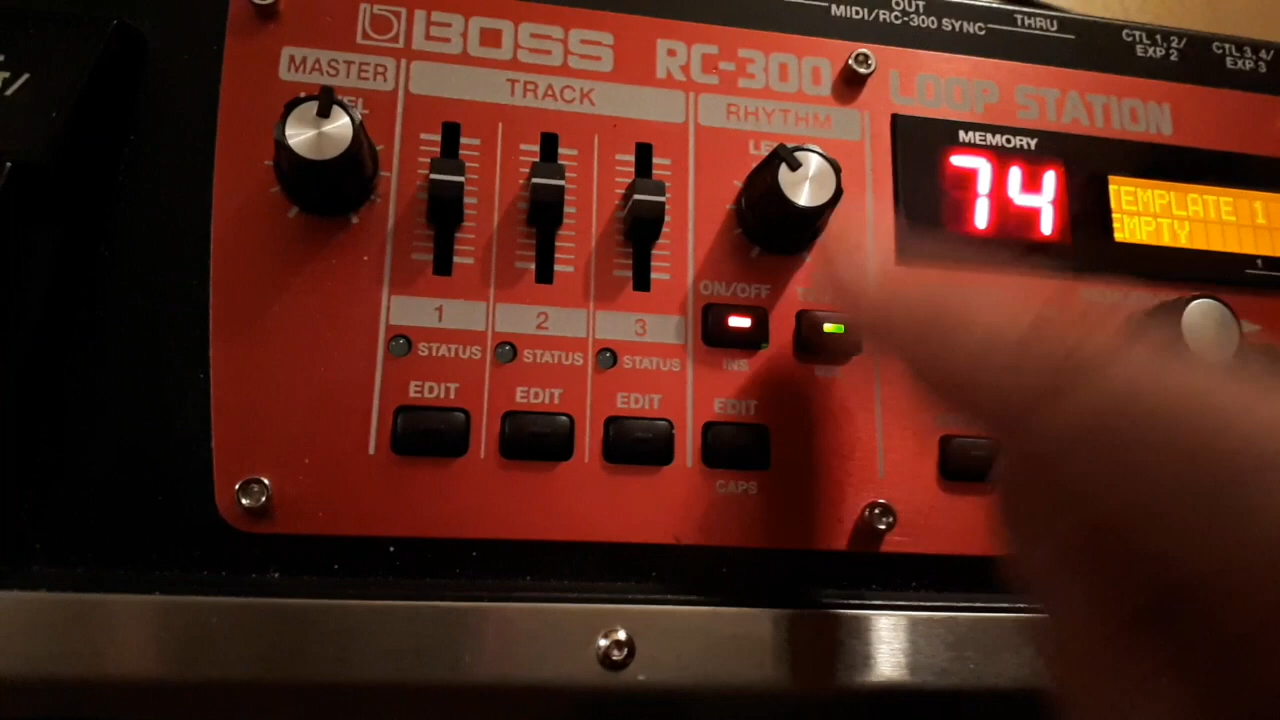 OUT
MIDI/RC-300 SYNC
THRU
CTL 1, 2/
EXP 2
CTL 3, 4/
EXP 3
BOSS RC-300
LOOP STATION
MASTER
LEVEL
TRACK
RHYTHM
MEMORY
74
TEMPLATE 1
EMPTY
1
ON/OFF
INS
1
2
3
STATUS
STATUS
STATUS
EDIT
EDIT
EDIT
EDIT
CAPS